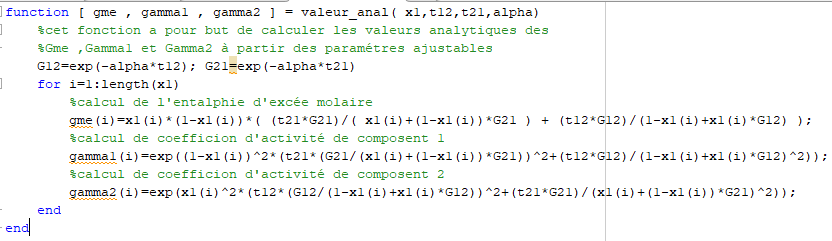 function [ gme , gamma1 , gamma2 ] = valeur_anal( x1,t12,t21,alpha)
%cet fonction a pour but de calculer les valeurs analytiques des
%Gme ,Gamma1 et Gamma2 à partir des paramétres ajustables
G12=exp(-alpha*t12); G21=exp(-alpha*t21)
for i=1:length(x1)
%calcul de l'entalphie d'excée molaire
gme(i)=x1(i)*(1-x1(i))*( (t21*G21)/( x1(i)+(1-x1(i))*G21 ) + (t12*G12)/(1-x1(i)+x1(i)*G12) );
%calcul de coefficion d'activité de composent 1
gamma1(i)=exp((1-x1(i))^2*(t21*(G21/(x1(i)+(1-x1(i))*G21))^2+(t12*G12)/(1-x1(i)+x1(i)*G12)^2));
%calcul de coefficion d'activité de composent 2
gamma2(i)=exp(x1(i)^2*(t12*(G12/(1-x1(i)+x1(i)*G12))^2+(t21*G21)/(x1(i)+(1-x1(i))*G21)^2));
end
end